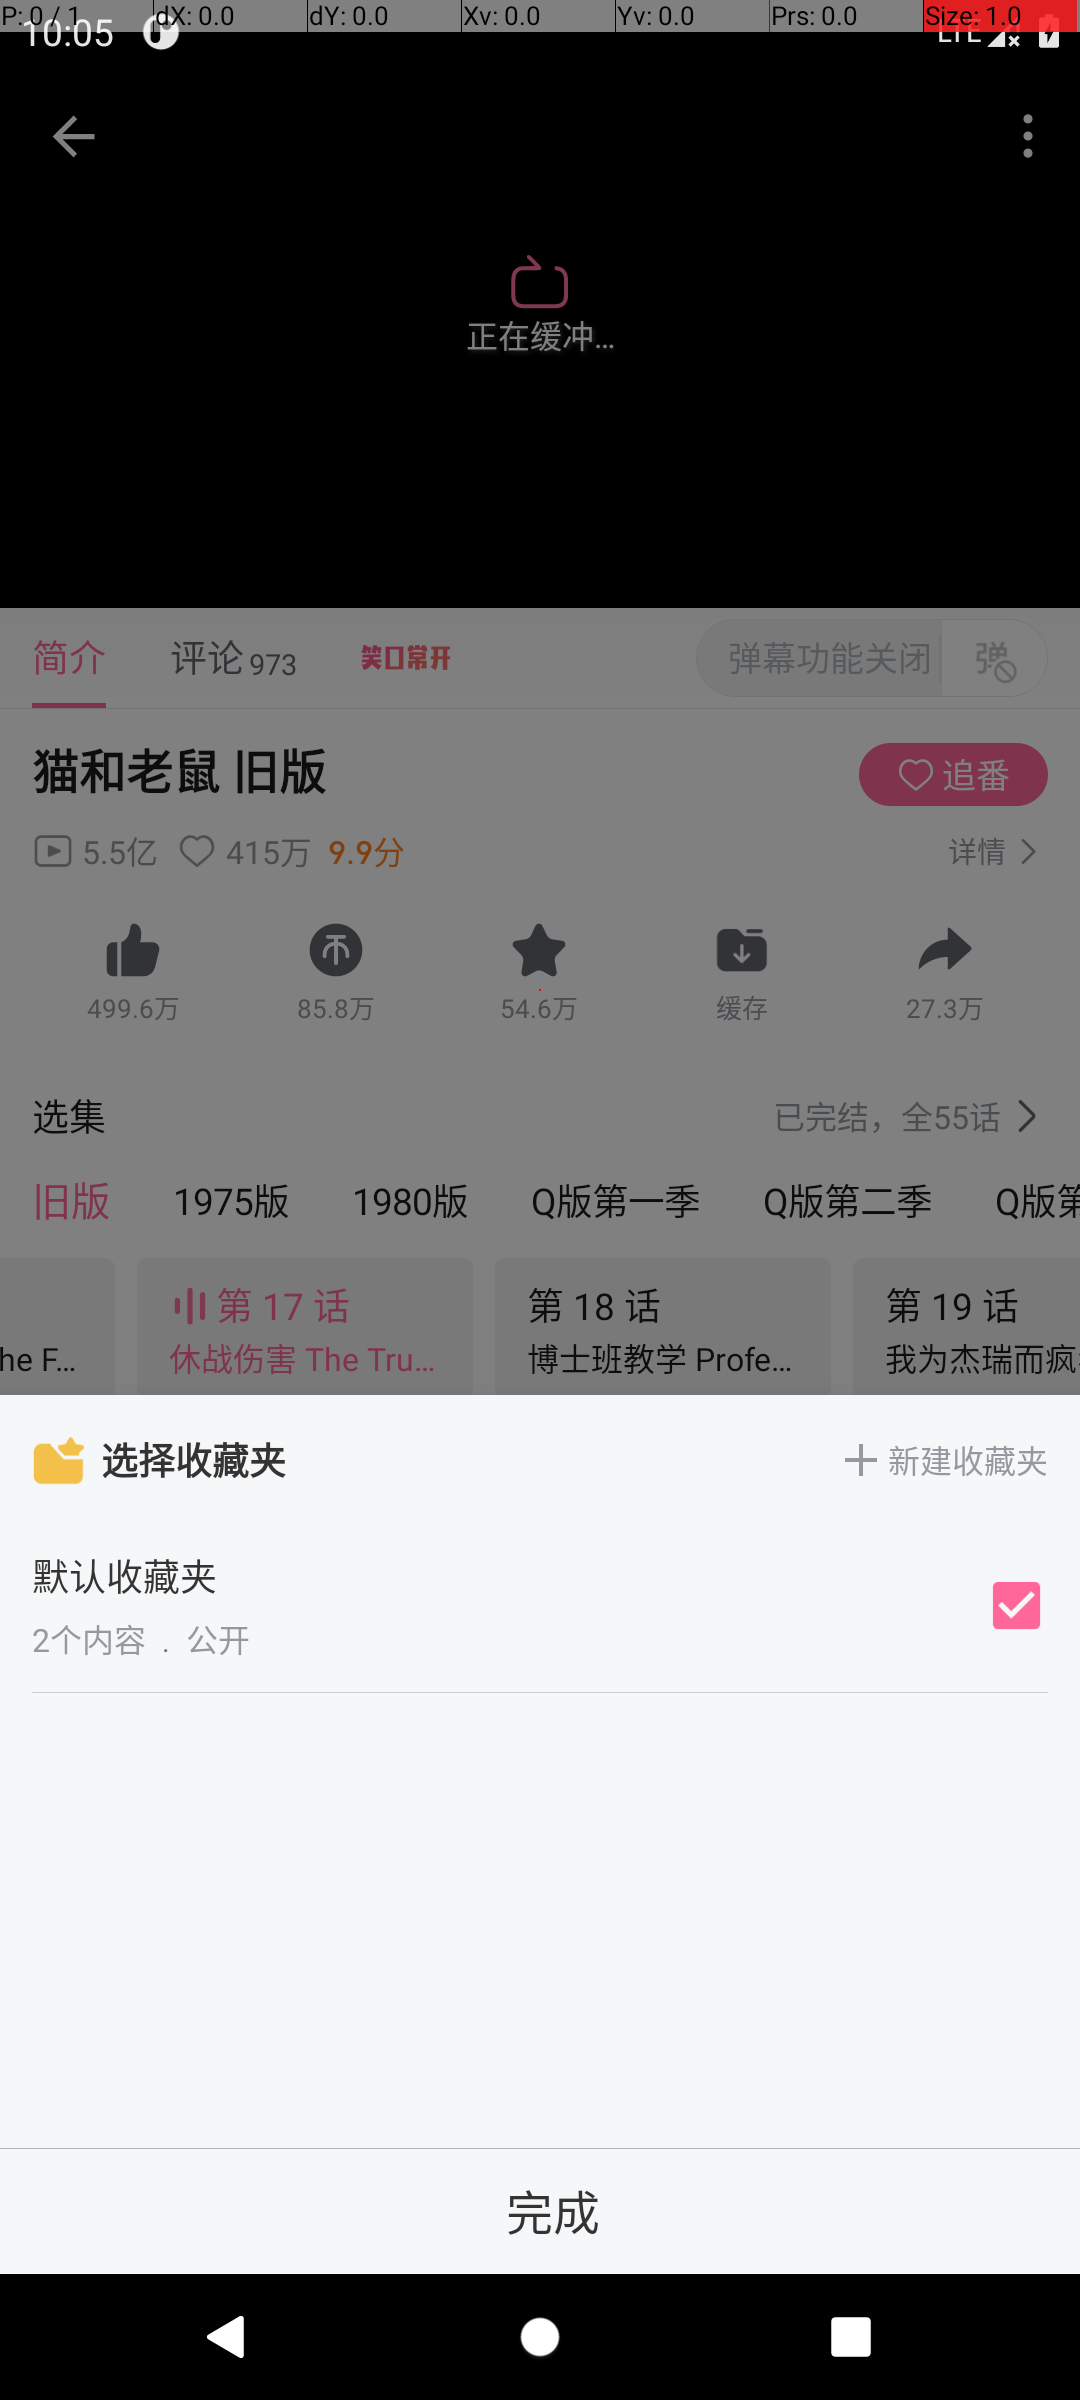 P: 0 / 1 dX: 0.0 dY: 0.0 Xv: 0.0 Yv: 0.0 Prs: 0.0 Size: 1.0
10:05 LTE
正在缓冲...
简介 评论 973 笑口常开 弹幕功能关闭 弹
猫和老鼠 旧版 追番
5.5亿 415万 9.9分 详情
499.6万 85.8万 54.6万 缓存 27.3万
选集 已完结，全55话
旧版 1975版 1980版 Q版第一季 Q版第二季 Q版第
第 17 话 第 18 话 第 19 话
he F... 休战伤害 The Tru... 博士班教学 Profe... 我为杰瑞而疯
选择收藏夹 新建收藏夹
默认收藏夹
2个内容 . 公开
完成